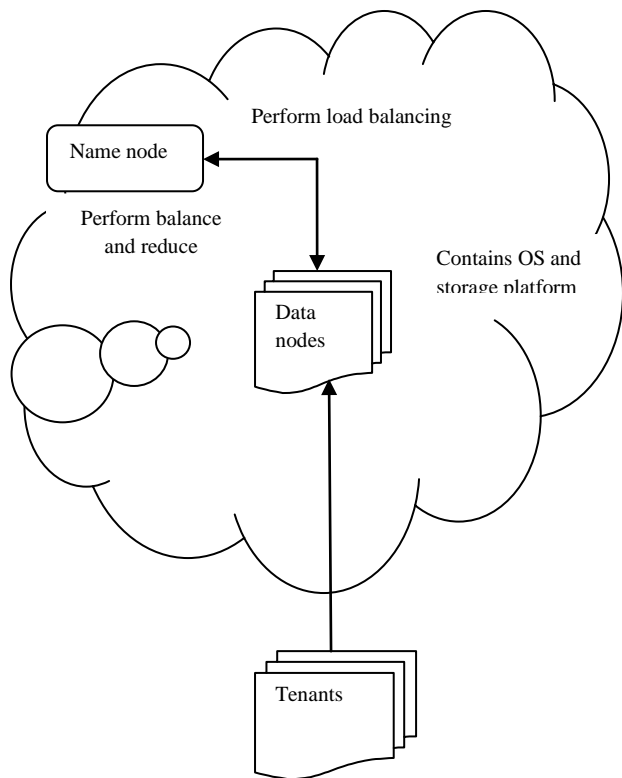 Perform load balancing
Name node
Perform balance
and reduce
Contains OS and
storage platform
Data
nodes
Tenants